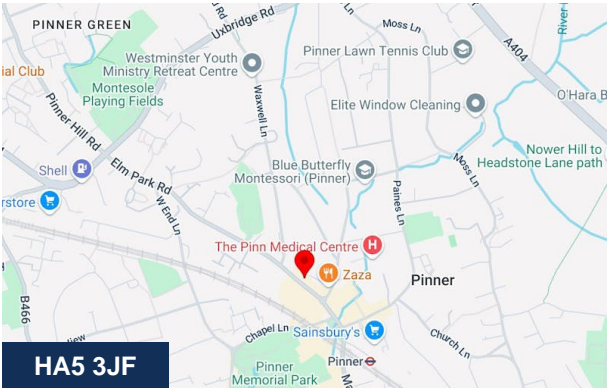 PINNER GREEN
Uxbridge Rd
Rd
Ln
Moss Ln
A404
River
Westminster Youth
Ministry Retreat Centre
Pinner Lawn Tennis Club
ial Club
Montesole
Playing Fields
Elite Window Cleaning
O'Hara B
Waxwell Ln
Pinner Hill Rd
Nower Hill to
Headstone Lane path
Shell
Elm Park Rd
Blue Butterfly
Montessori (Pinner)
Moss Ln
Paines Ln
rstore
W End Ln
The Pinn Medical Centre
H
Zaza
Pinner
B466
Chapel Ln
Sainsbury's
Church Ln
view
Pinner
Pinner
Memorial Park
HA5 3JF